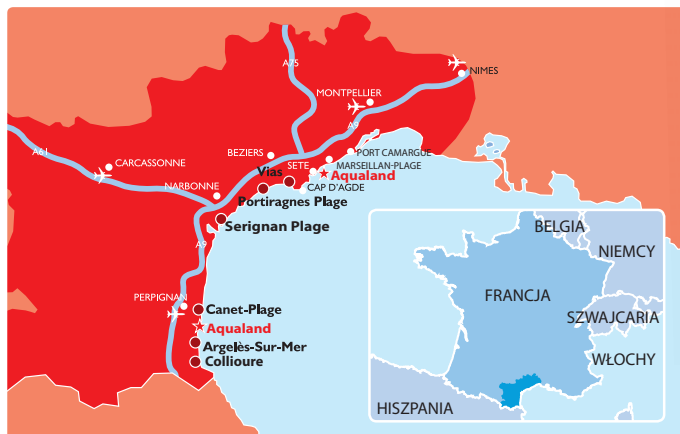 NIMES
A75
MONTPELLIER
A9
A61
PORT CAMARGUE
BEZIERS
MARSEILLAN-PLAGE
SETE
CARCASSONNE
Vias
Aqualand
CAP D'AGDE
NARBONNE
Portiragnes Plage
Serignan Plage
A9
PERPIGNAN
Canet-Plage
Aqualand
Argelès-Sur-Mer
Collioure
BELGIA
NIEMCY
FRANCJA
SZWAJCARIA
WŁOCHY
HISZPANIA